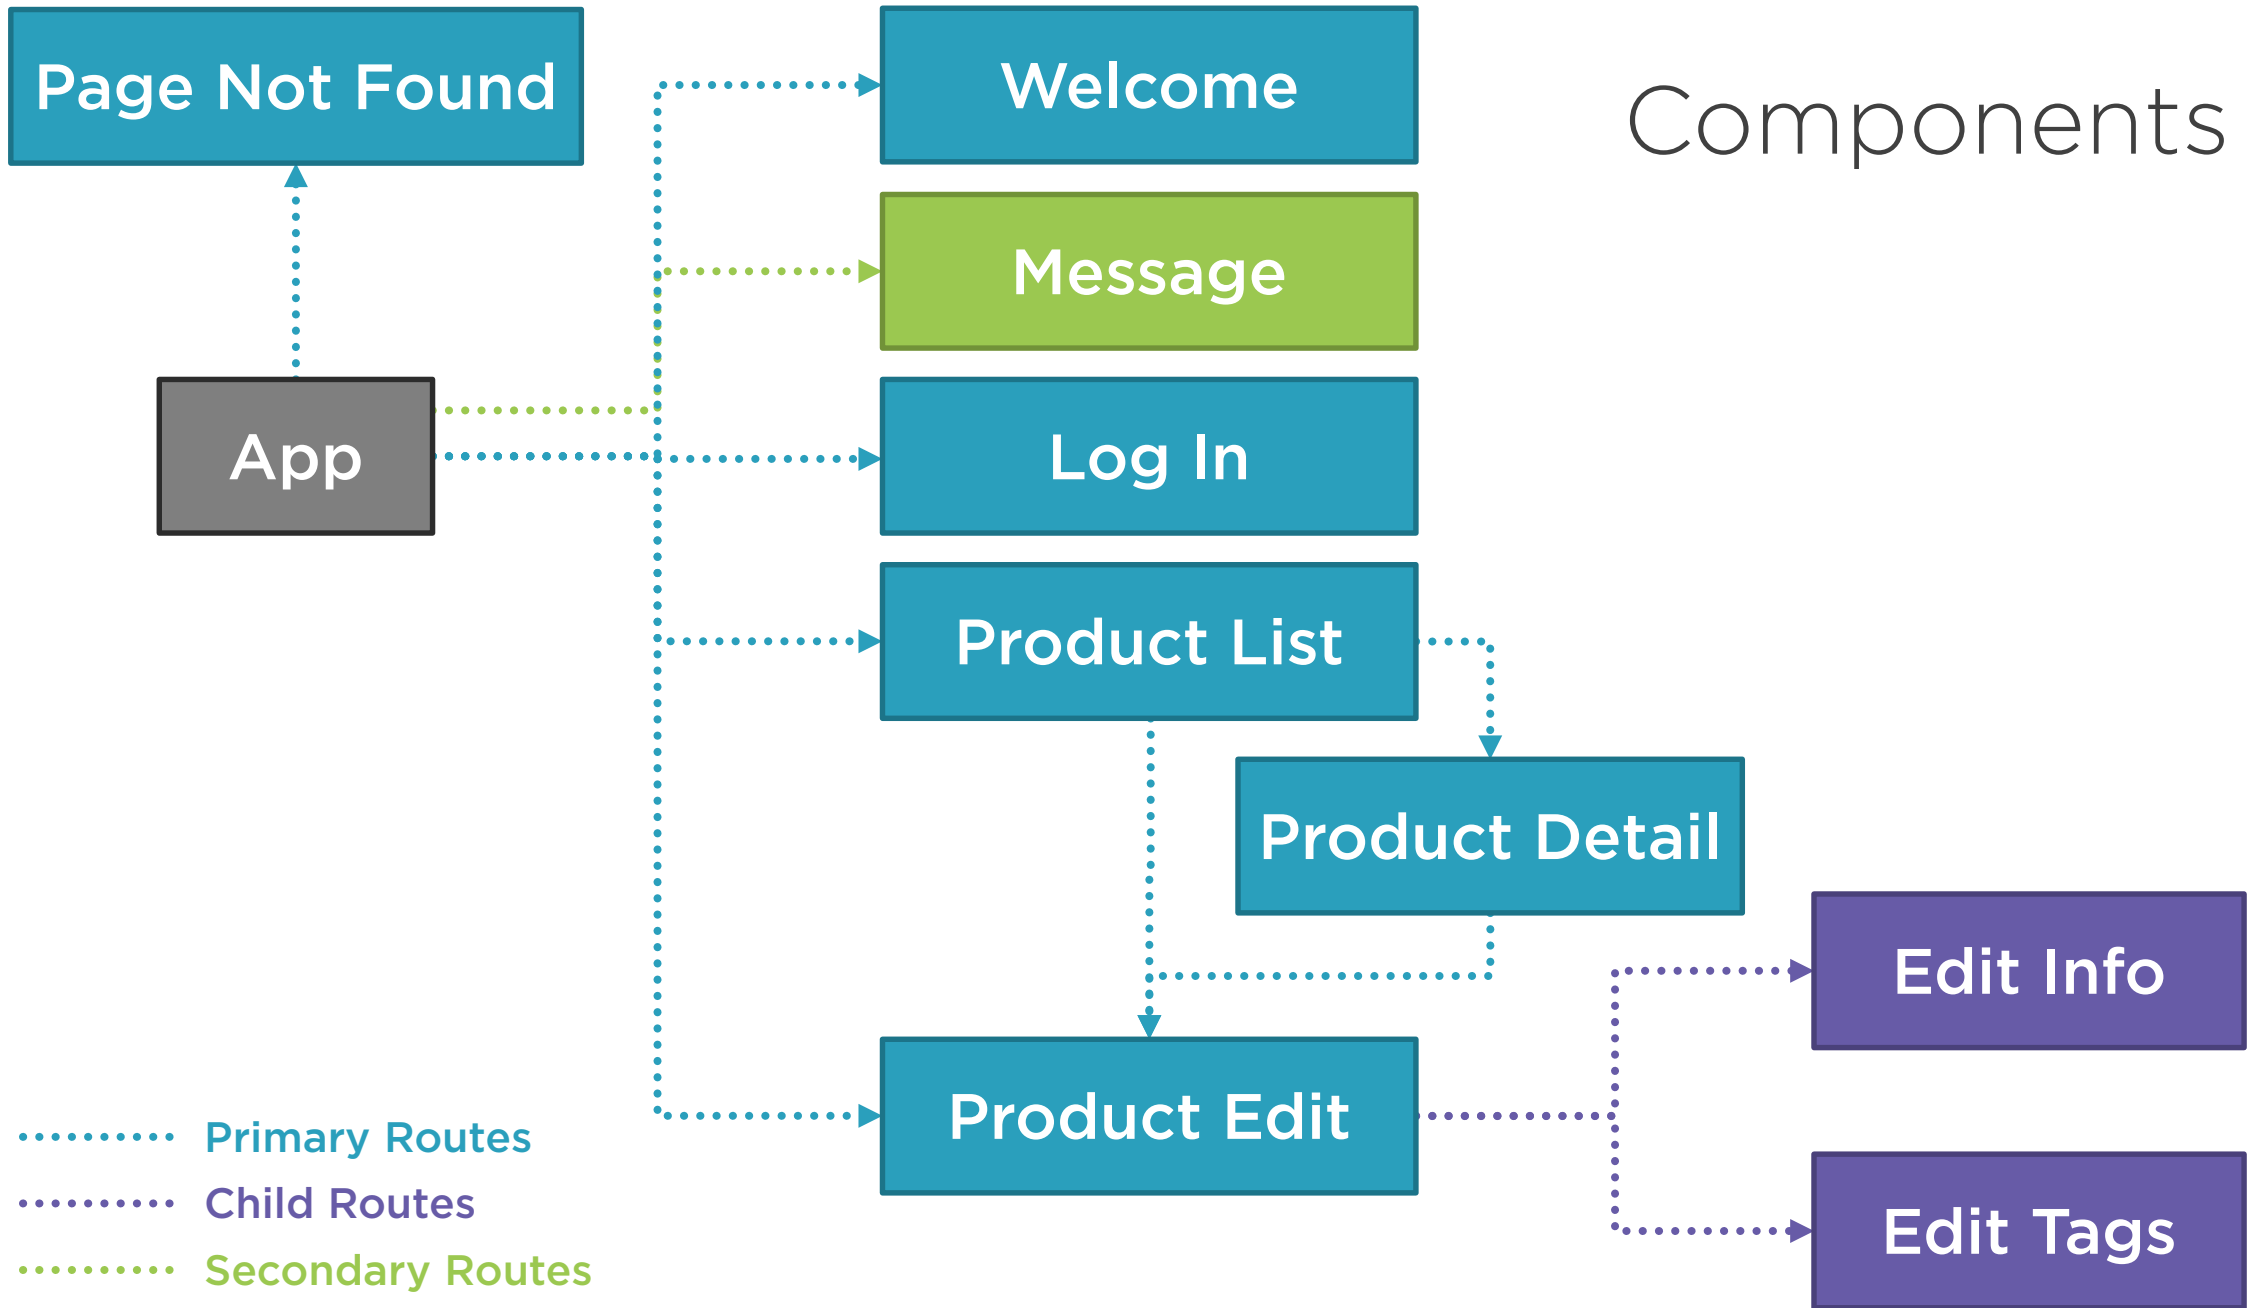 Page Not Found
Welcome
Components
Message
App
Log In
Product List
Product Detail
Edit Info
Product Edit
Edit Tags
Primary Routes
Child Routes
Secondary Routes